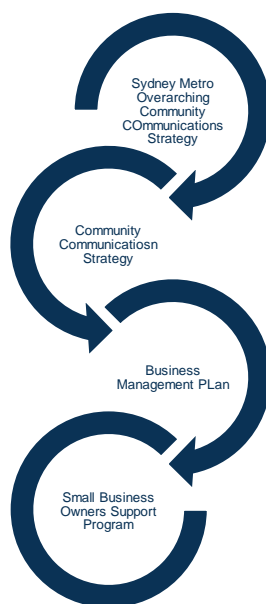 Sydney Metro
Overarching
Community
COmmunications
Strategy
Community
Communicatiosn
Strategy
Business
Management PLan
Small Business
Owners Support
Program